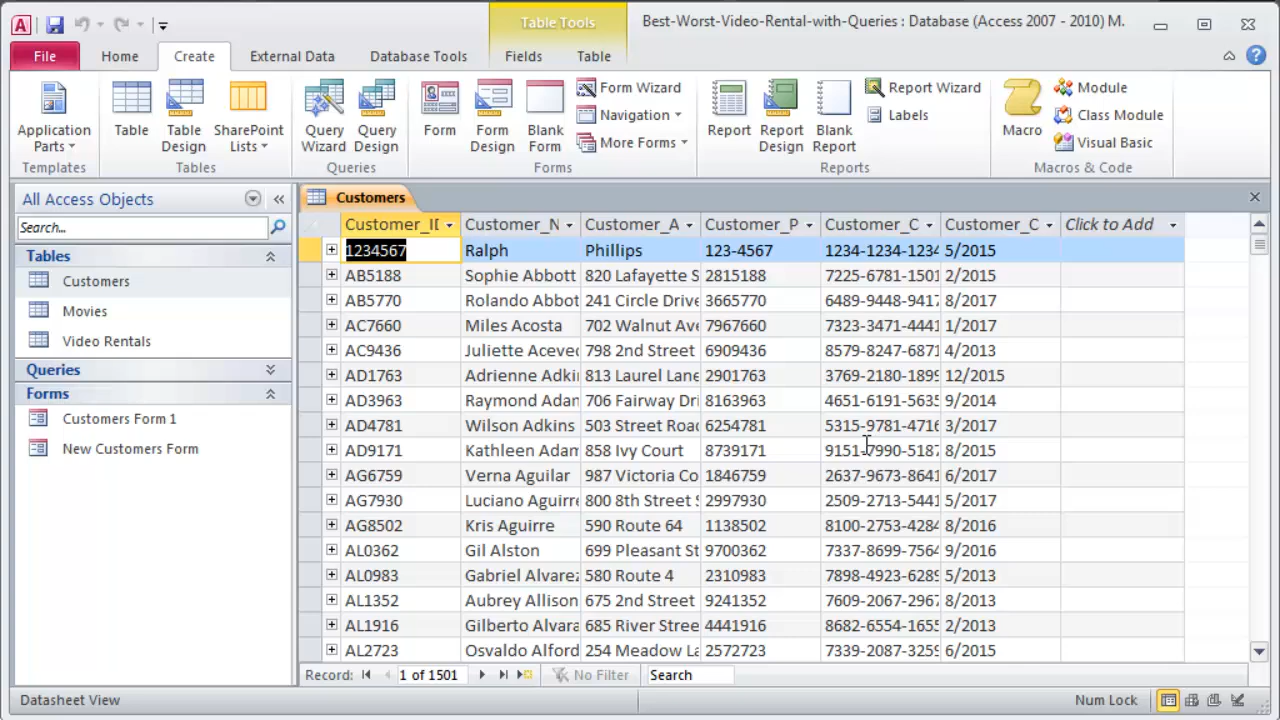 Table Tools
Best-Worst-Video-Rental-with-Queries : Database (Access 2007 - 2010) M.
File Home Create External Data Database Tools Fields Table
Application Parts
Table
Table Design
SharePoint Lists
Query Wizard
Query Design
Form
Form Design
Blank Form
Form Wizard
Navigation
More Forms
Report
Report Design
Blank Report
Report Wizard
Labels
Macro
Module
Class Module
Visual Basic
Templates Tables Queries Forms Reports Macros & Code
All Access Objects
Search...
Tables
Customers
Movies
Video Rentals
Queries
Forms
Customers Form 1
New Customers Form
Customers
Customer_ID Customer_N Customer_A Customer_P Customer_C Customer_C Click to Add
1234567 Ralph Phillips 123-4567 1234-1234-1234 5/2015
AB5188 Sophie Abbott 820 Lafayette S 2815188 7225-6781-1501 2/2015
AB5770 Rolando Abbot 241 Circle Drive 3665770 6489-9448-9417 8/2017
AC7660 Miles Acosta 702 Walnut Ave 7967660 7323-3471-4441 1/2017
AC9436 Juliette Aceved 798 2nd Street 6909436 8579-8247-6871 4/2013
AD1763 Adrienne Adkin 813 Laurel Lane 2901763 3769-2180-1899 12/2015
AD3963 Raymond Adam 706 Fairway Dri 8163963 4651-6191-5635 9/2014
AD4781 Wilson Adkins 503 Street Road 6254781 5315-9781-4716 3/2017
AD9171 Kathleen Adam 858 Ivy Court 8739171 9151-7990-5187 8/2015
AG6759 Verna Aguilar 987 Victoria Co 1846759 2637-9673-8641 6/2017
AG7930 Luciano Aguirre 800 8th Street S 2997930 2509-2713-5441 5/2017
AG8502 Kris Aguirre 590 Route 64 1138502 8100-2753-4284 8/2016
AL0362 Gil Alston 699 Pleasant St 9700362 7337-8699-7564 9/2016
AL0983 Gabriel Alvarez 580 Route 4 2310983 7898-4923-6289 5/2013
AL1352 Aubrey Allison 675 2nd Street 9241352 7609-2067-2967 8/2013
AL1916 Gilberto Alvara 685 River Stree 4441916 8682-6554-1655 2/2013
AL2723 Osvaldo Alford 254 Meadow La 2572723 7339-2087-3259 6/2015
Record: 1 of 1501 No Filter Search
Datasheet View Num Lock